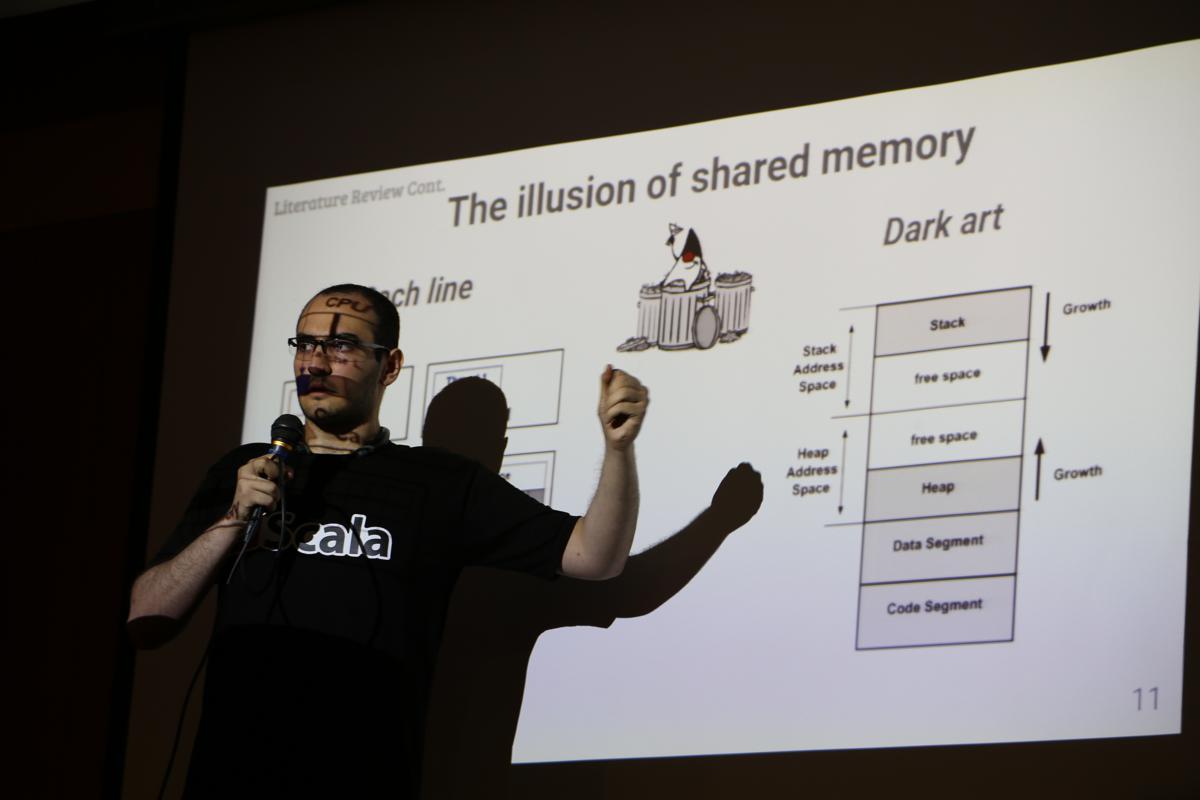 Literature Review Cont.
The illusion of shared memory
Dark art
line
CPU
Scala
Stack
Address
Space
Heap
Address
Space
Stack
free space
free space
Heap
Data Segment
Code Segment
Growth
Growth
11